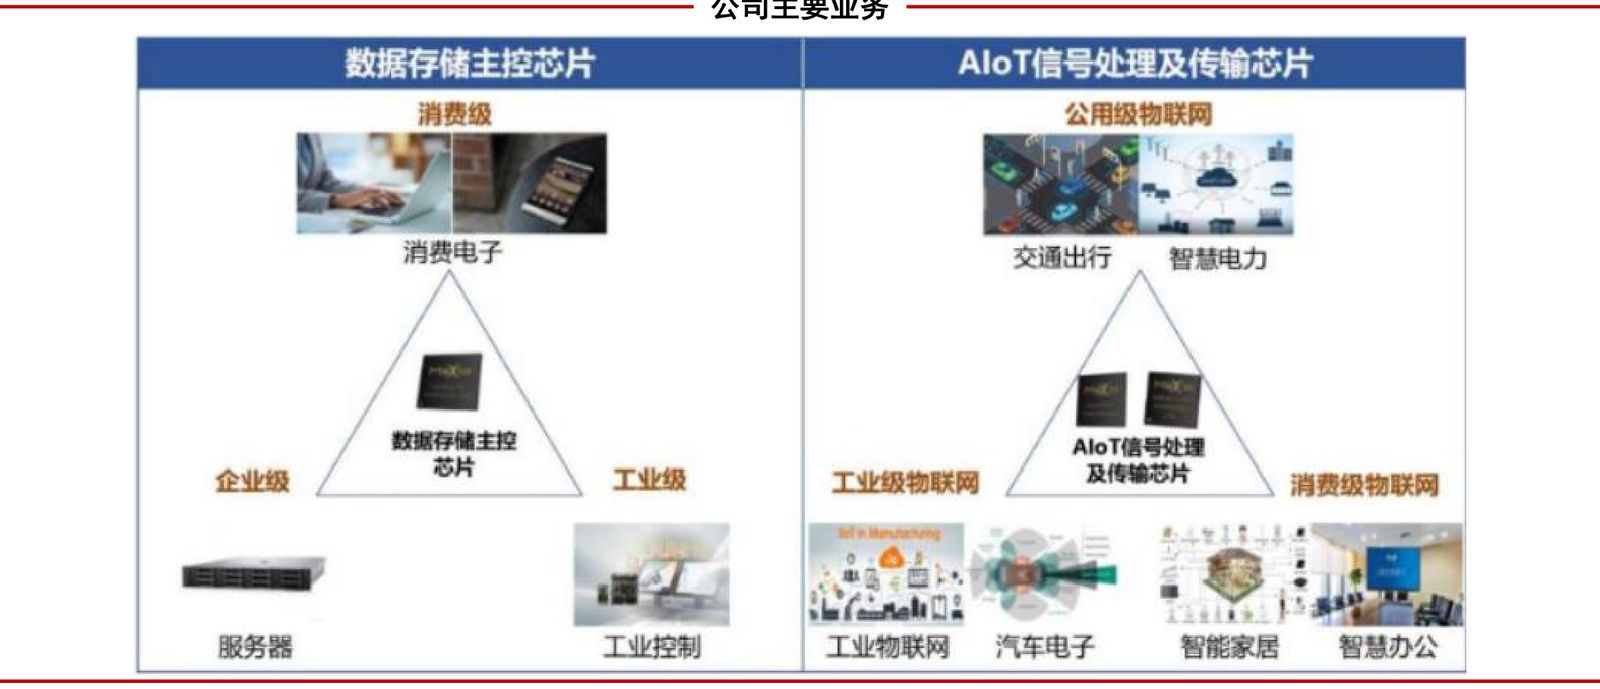 公司主要业务
数据存储主控芯片
AIoT信号处理及传输芯片
消费级
消费电子
数据存储主控
芯片
企业级
工业级
服务器
工业控制
公用级物联网
交通出行
智慧电力
AIoT信号处理
及传输芯片
工业级物联网
消费级物联网
IoT in Manufacturing
工业物联网
汽车电子
智能家居
智慧办公